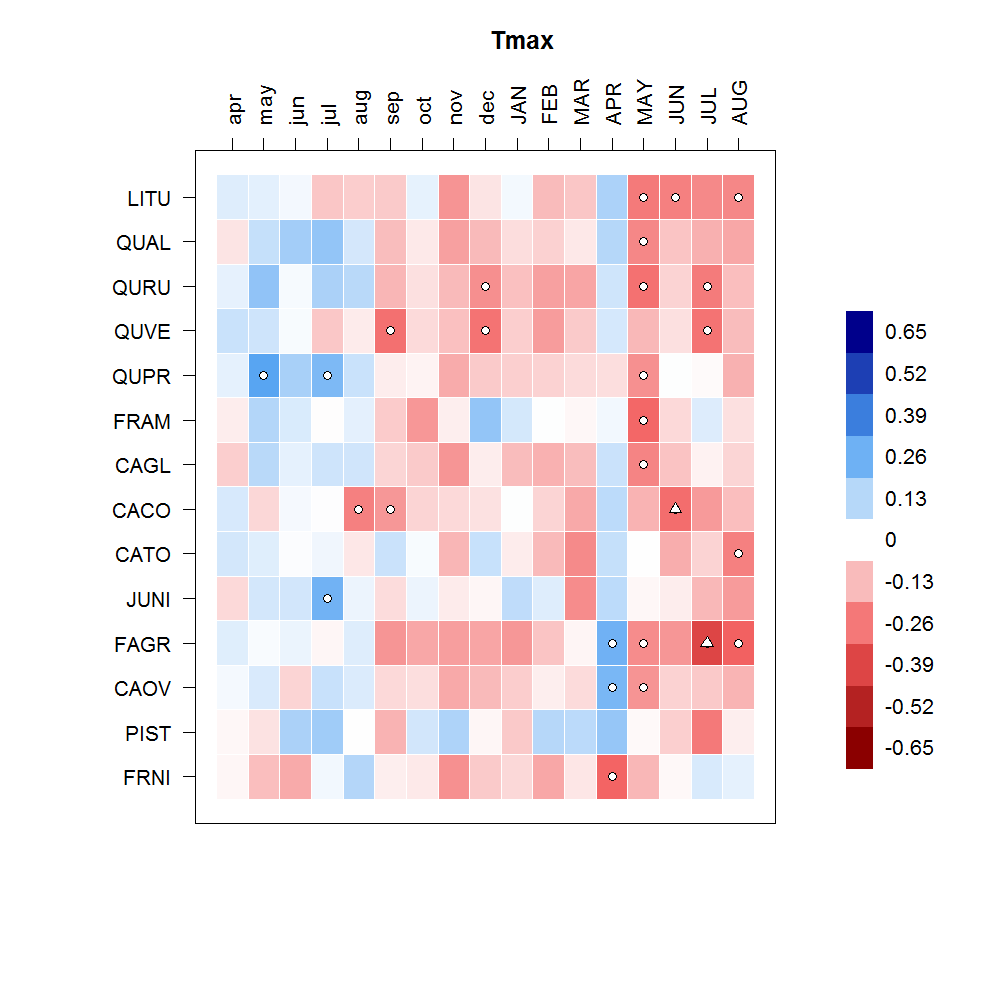 Tmax
apr may jun jul aug sep oct nov dec JAN FEB MAR APR MAY JUN JUL AUG
LITU
QUAL
QURU
QUVE
QUPR
FRAM
CAGL
CACO
CATO
JUNI
FAGR
CAOV
PIST
FRNI
0.65
0.52
0.39
0.26
0.13
0
-0.13
-0.26
-0.39
-0.52
-0.65